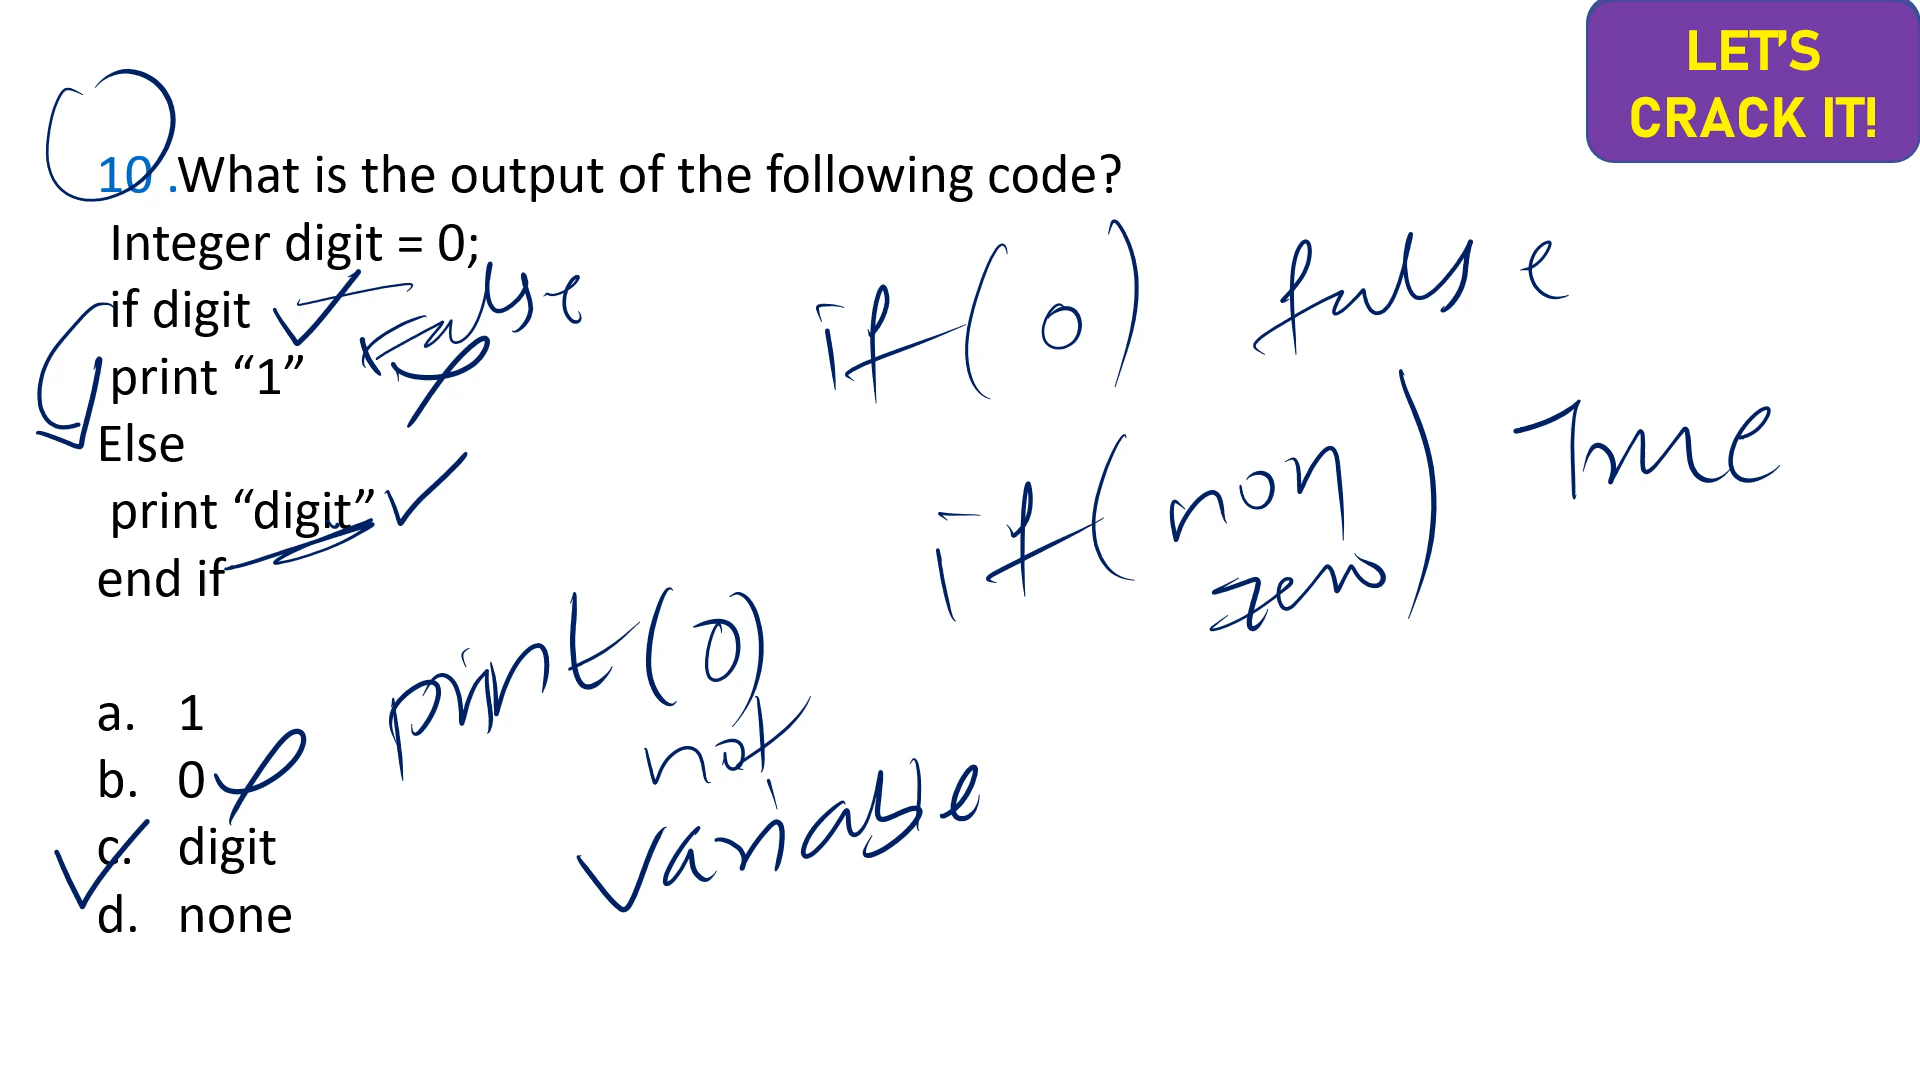 LET'S
CRACK IT!
10 .What is the output of the following code?
Integer digit = 0;
if digit
False
if(0) false
print “1”
Else
if(non zero) True
print “digit”
end if
print(0)
not
variable
a. 1
b. 0
c. digit
d. none